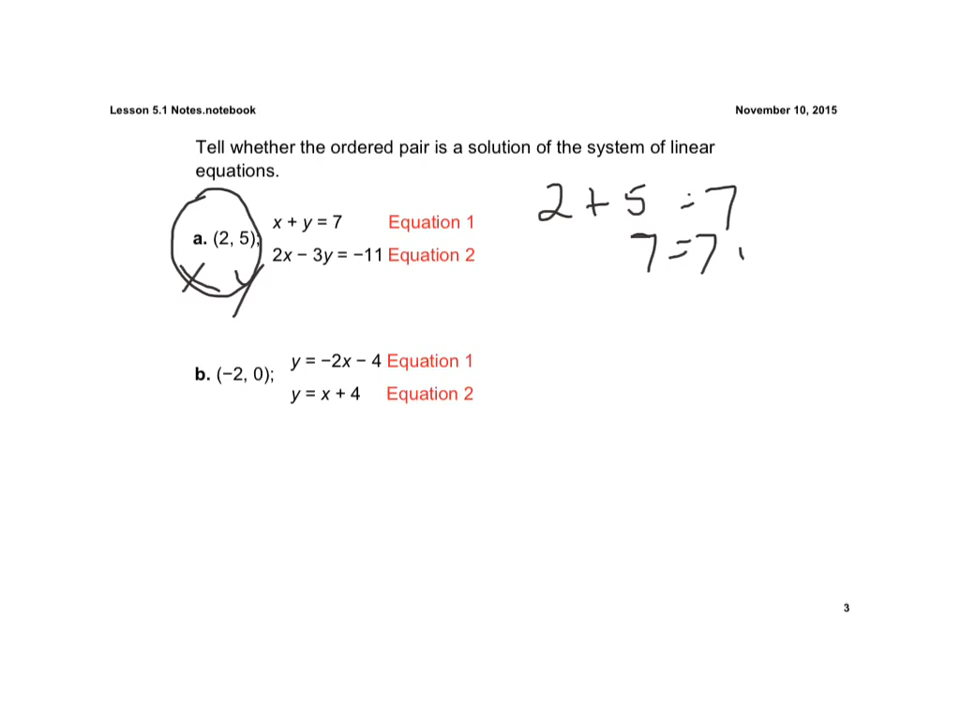 Lesson 5.1 Notes.notebook November 10, 2015
Tell whether the ordered pair is a solution of the system of linear
equations.
2 + 5 = 7
x + y = 7 Equation 1
a. (2, 5);
7 = 7
2x − 3y = −11 Equation 2
x y
y = −2x − 4 Equation 1
b. (−2, 0);
y = x + 4 Equation 2
3